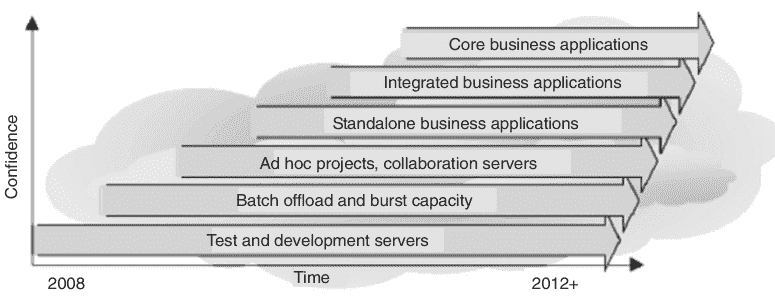 Core business applications
Integrated business applications
Standalone business applications
Ad hoc projects, collaboration servers
Batch offload and burst capacity
Test and development servers
Confidence
2008
Time
2012+